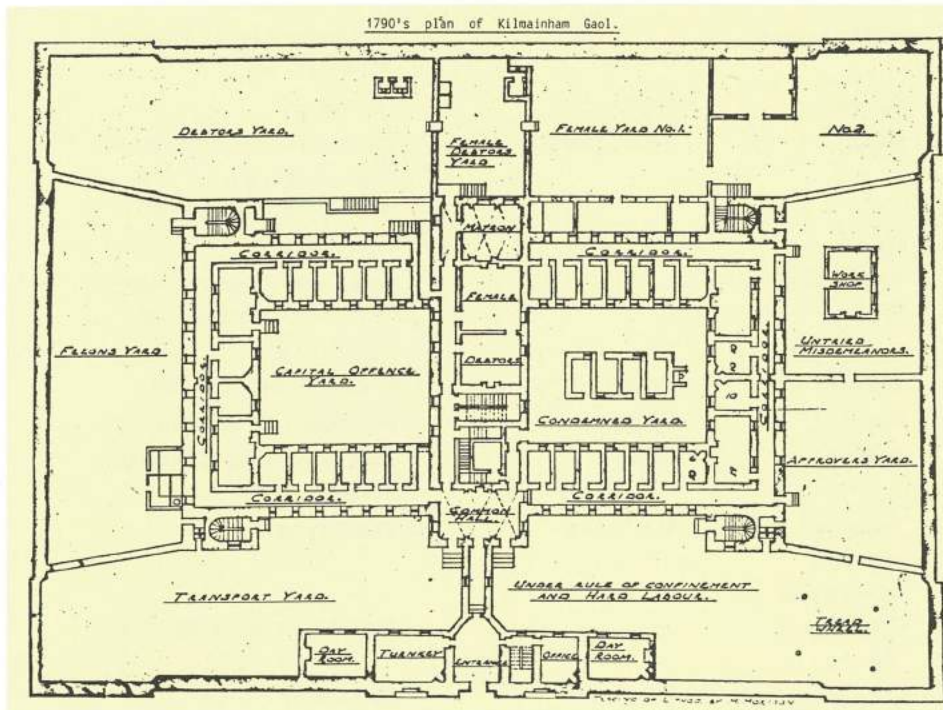 1790's plan of Kilmainham Gaol.
DEBTORS YARD.
FEMALE
DEBTORS
YARD
FEMALE YARD No.1.
No.2.
MATRON
CORRIDOR.
CORRIDOR.
WORK
SHOP
FEMALE
DEBTORS
FELONS YARD
CAPITAL OFFENCE
YARD.
CORRIDOR
CONDEMNED YARD.
CORRIDOR
UNTRIED
MISDEMEANORS.
APPROVERS YARD.
CORRIDOR.
CORRIDOR.
COMMON
HALL
TRANSPORT YARD.
UNDER RULE OF CONFINEMENT
AND HARD LABOUR.
TREAD
WHEEL.
DAY
ROOM.
TURNKEY
ENTRANCE
OFFICE
DAY
ROOM.